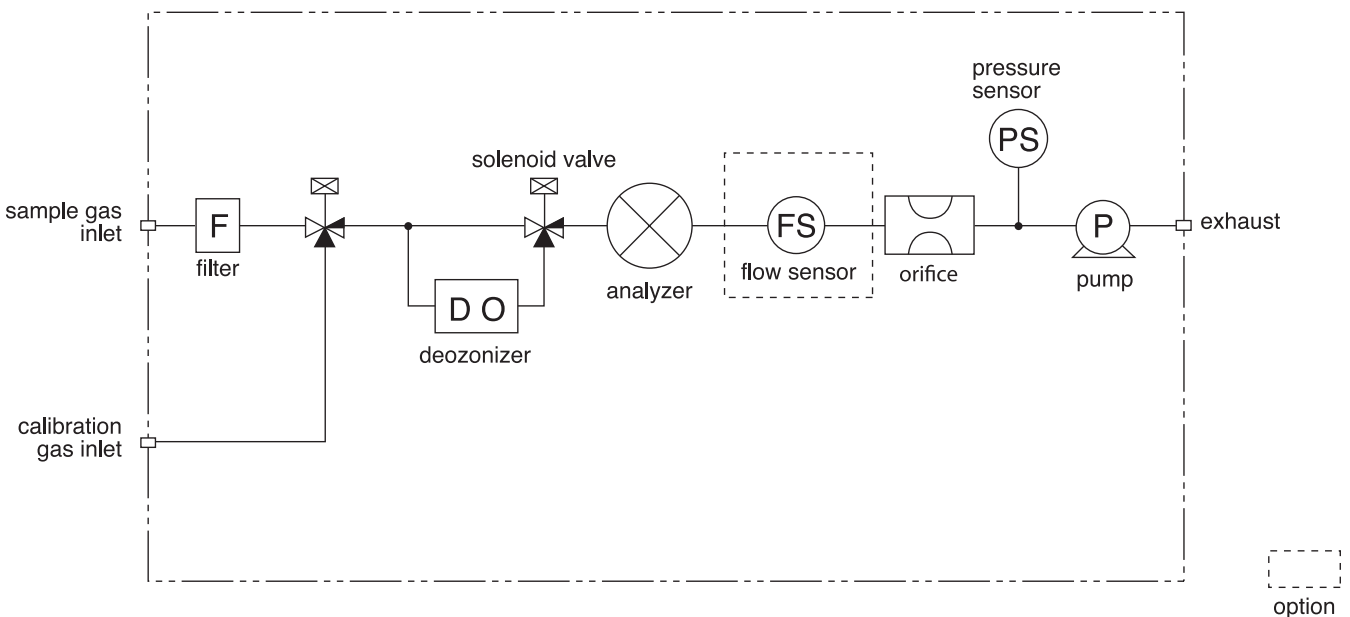 pressure
sensor
PS
solenoid valve
sample gas
inlet
F
filter
FS
flow sensor
P
exhaust
analyzer
orifice
pump
D O
deozonizer
calibration
gas inlet
option